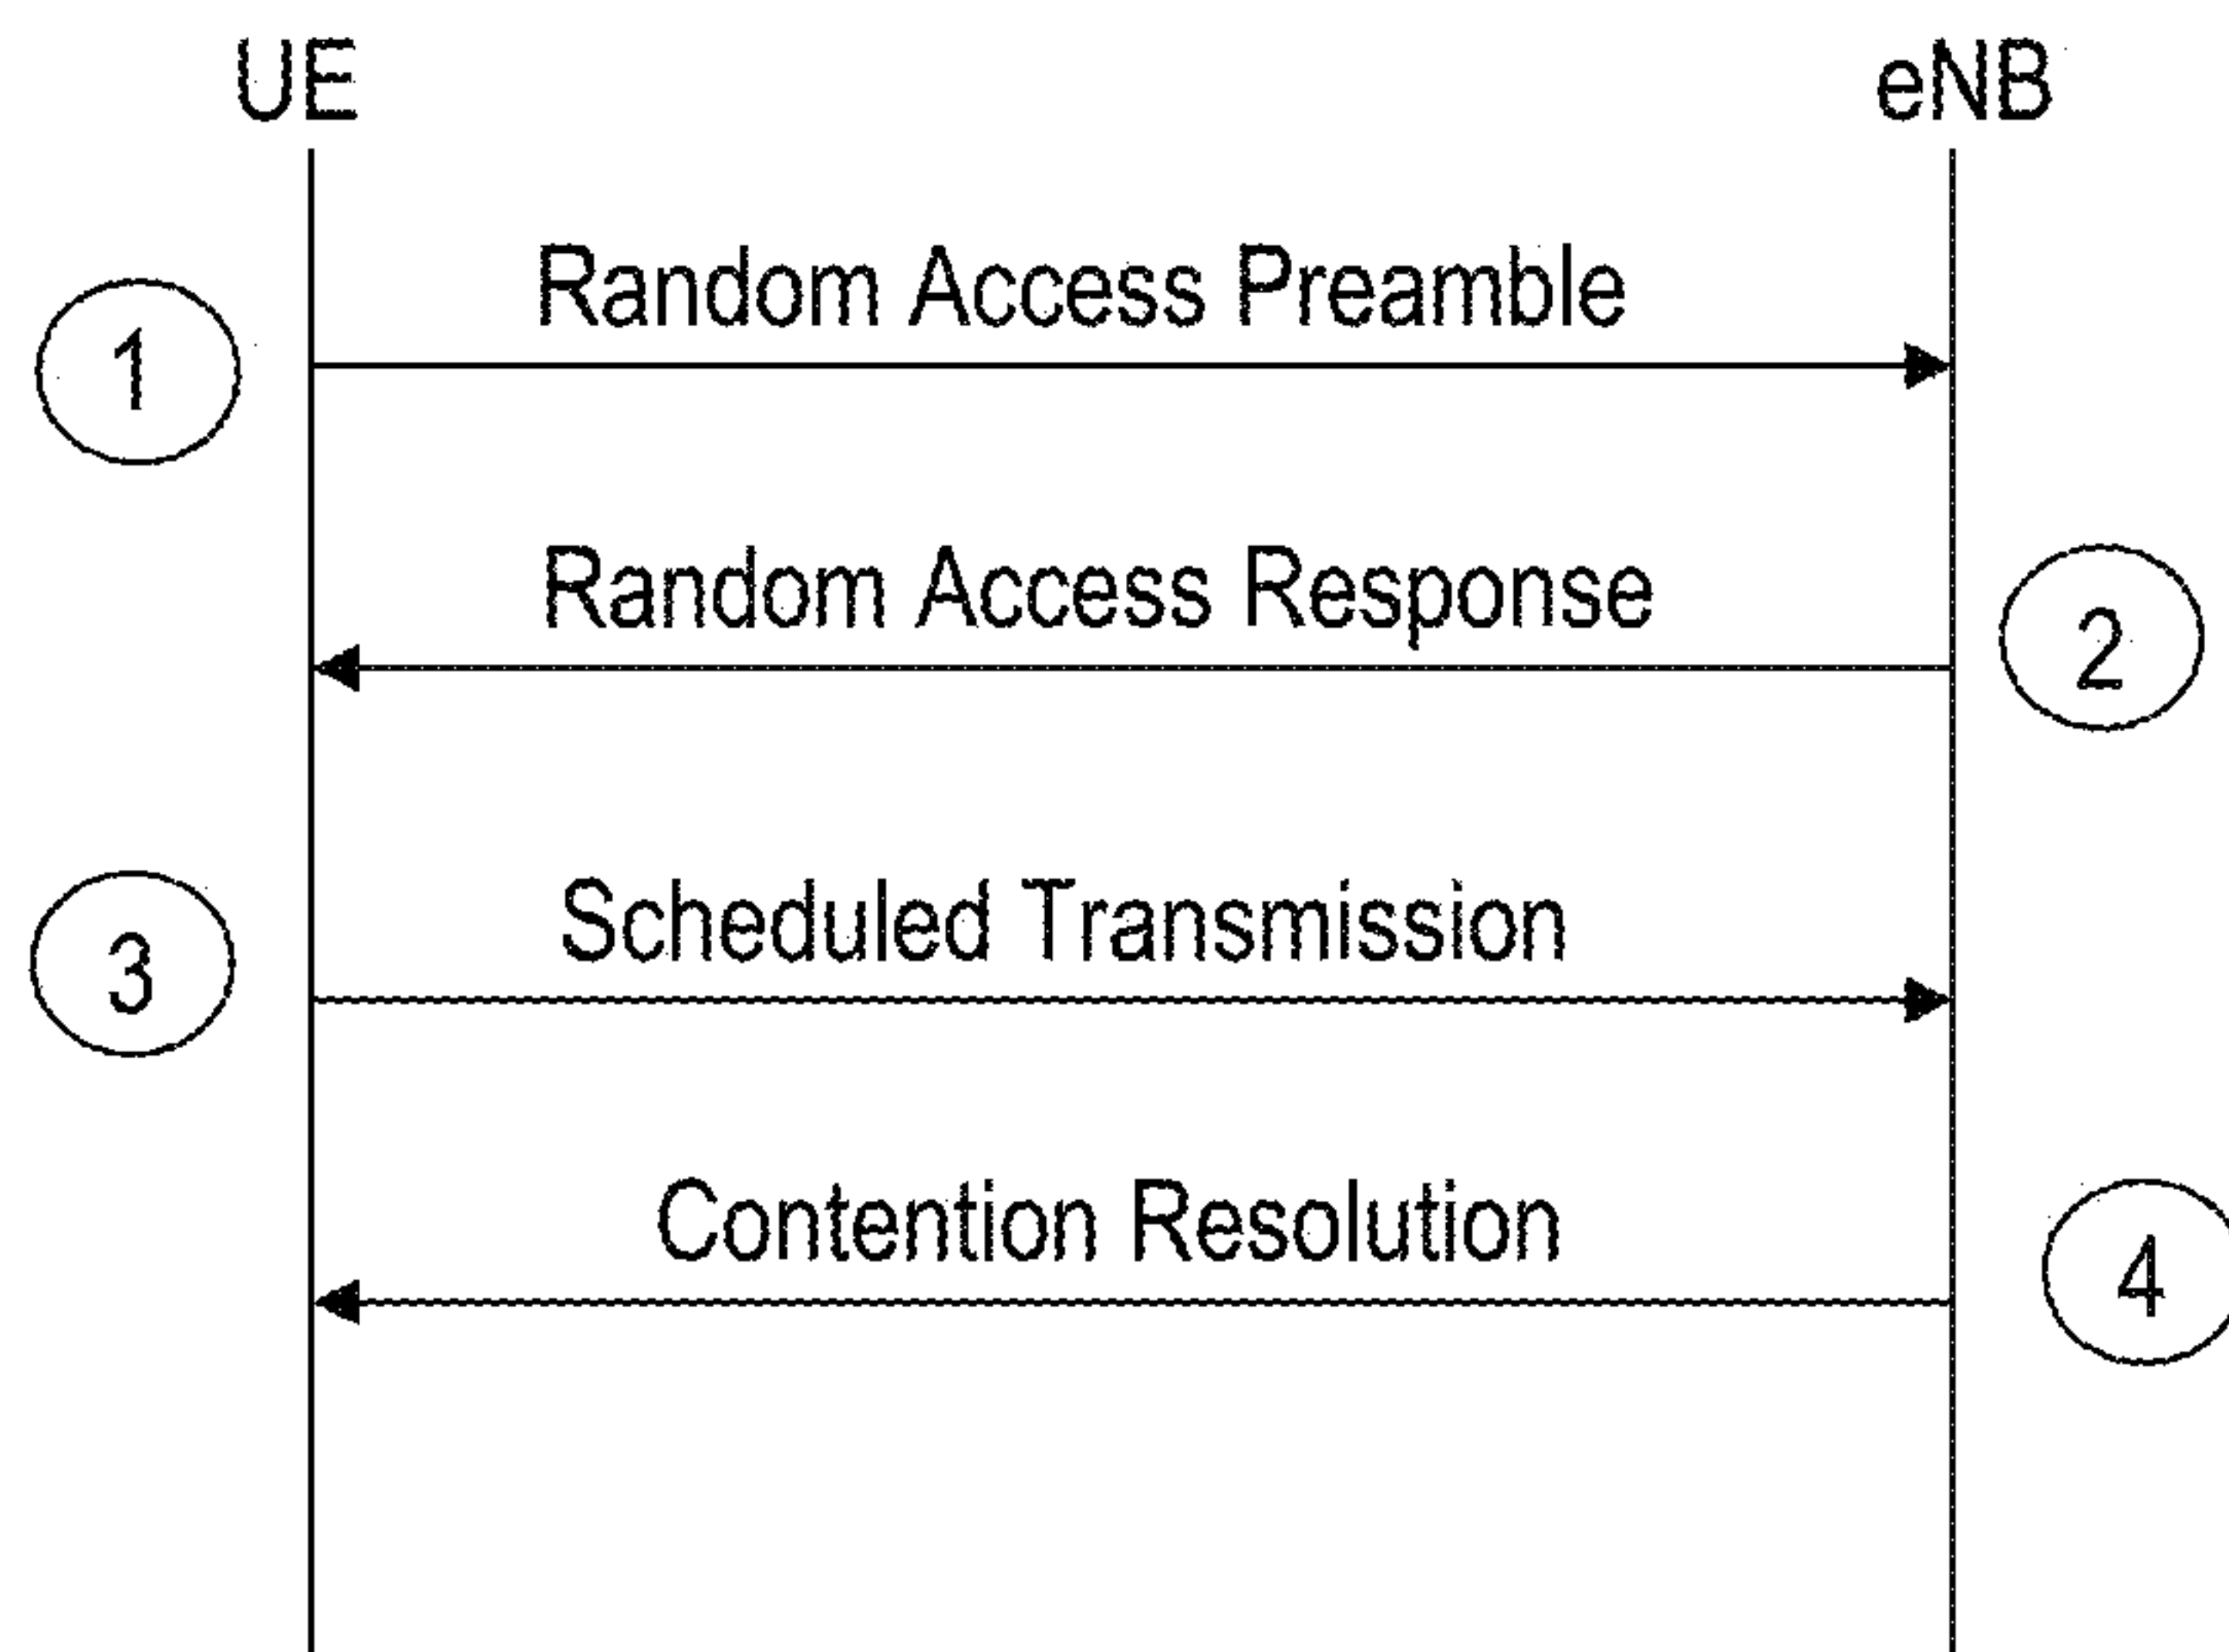 UE eNB
Random Access Preamble
1
Random Access Response
2
Scheduled Transmission
3
Contention Resolution
4